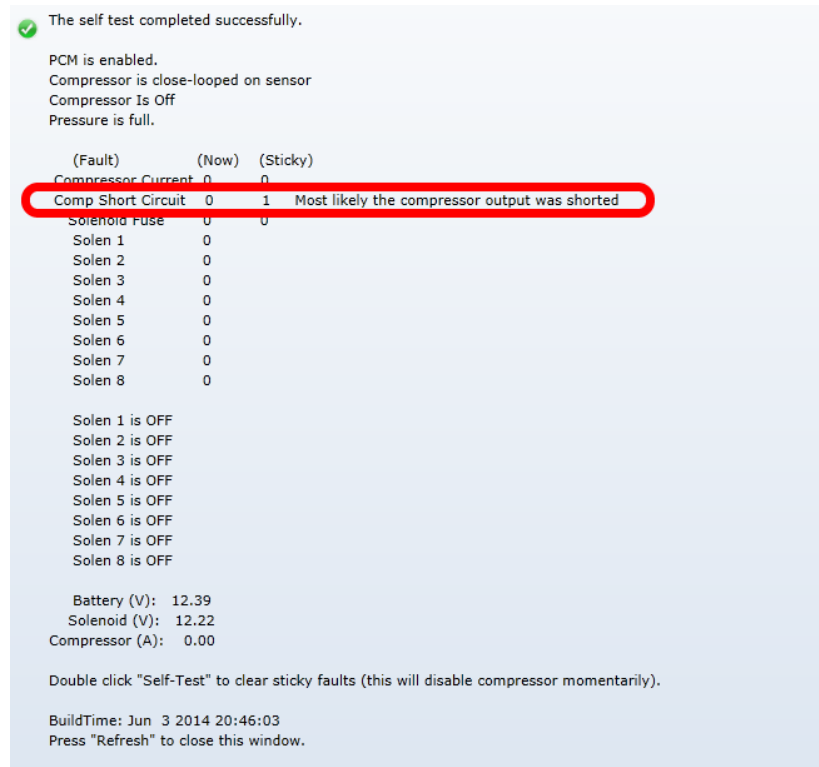 The self test completed successfully.
PCM is enabled.
Compressor is close-looped on sensor
Compressor Is Off
Pressure is full.
(Fault) (Now) (Sticky)
Compressor Current 0 0
Comp Short Circuit 0 1 Most likely the compressor output was shorted
Solenoid Fuse 0 0
Solen 1 0
Solen 2 0
Solen 3 0
Solen 4 0
Solen 5 0
Solen 6 0
Solen 7 0
Solen 8 0
Solen 1 is OFF
Solen 2 is OFF
Solen 3 is OFF
Solen 4 is OFF
Solen 5 is OFF
Solen 6 is OFF
Solen 7 is OFF
Solen 8 is OFF
Battery (V): 12.39
Solenoid (V): 12.22
Compressor (A): 0.00
Double click "Self-Test" to clear sticky faults (this will disable compressor momentarily).
BuildTime: Jun 3 2014 20:46:03
Press "Refresh" to close this window.